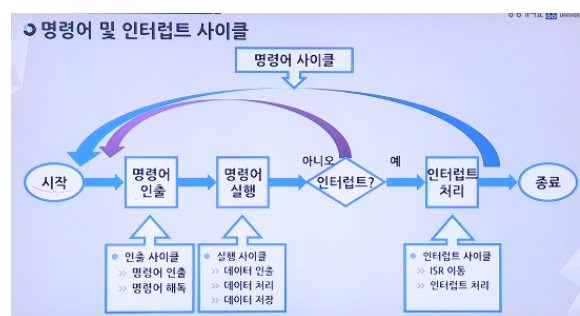 명령어 및 인터럽트 사이클
명령어 사이클
아니오
예
시작
명령어
인출
명령어
실행
인터럽트?
인터럽트
처리
종료
인출 사이클
>> 명령어 인출
>> 명령어 해독
실행 사이클
>> 데이터 인출
>> 데이터 처리
>> 데이터 저장
인터럽트 사이클
>> ISR 이동
>> 인터럽트 처리